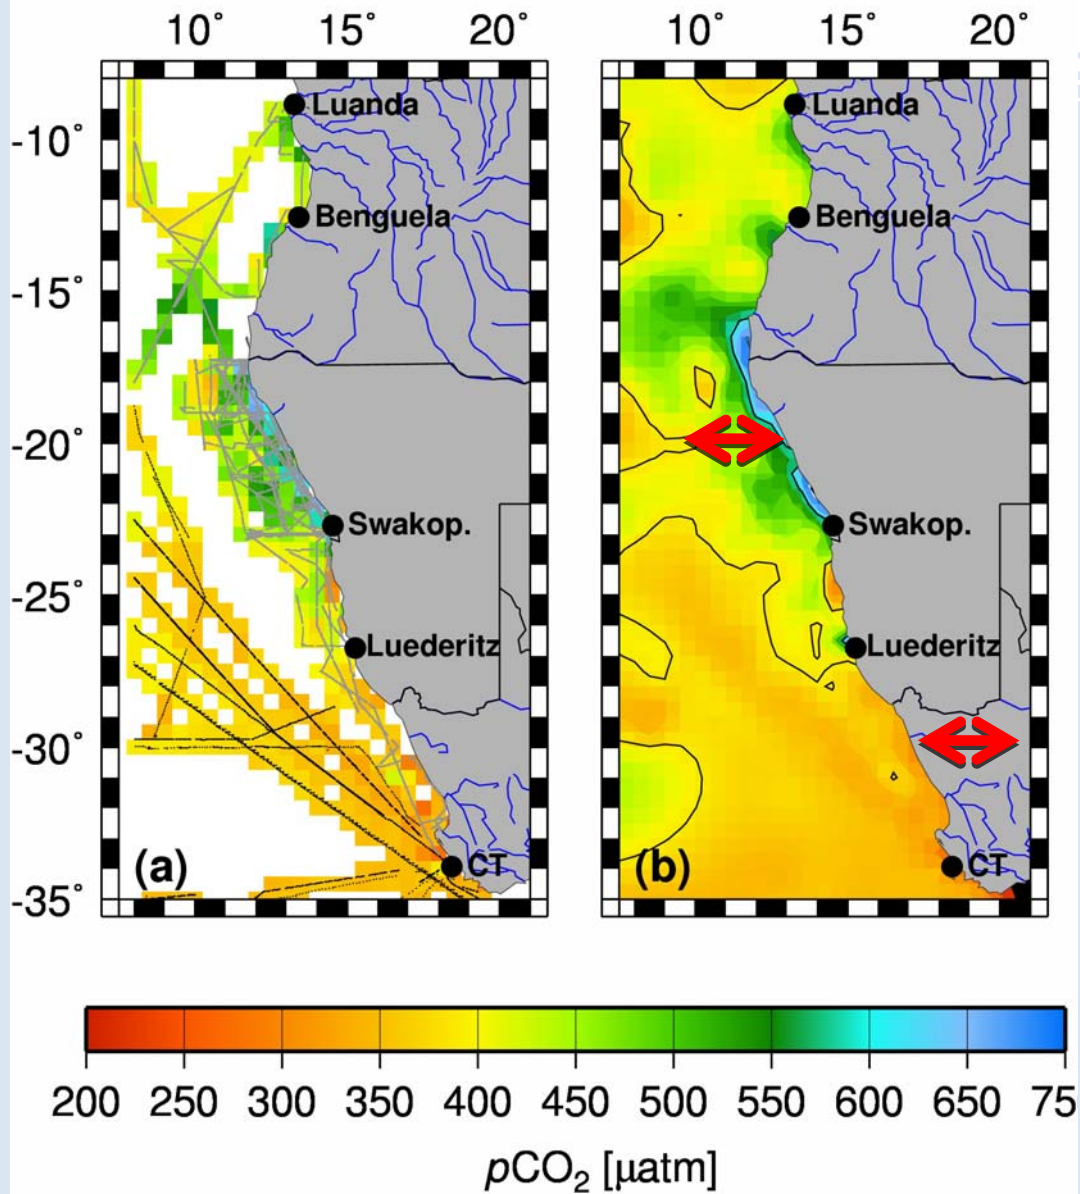 10° 15° 20° 10° 15° 20°
Luanda Luanda
-10°
Benguela Benguela
-15°
-20°
Swakop. Swakop.
-25°
Luederitz Luederitz
-30°
(a) CT (b) CT
-35°
200 250 300 350 400 450 500 550 600 650 75
pCO₂ [µatm]